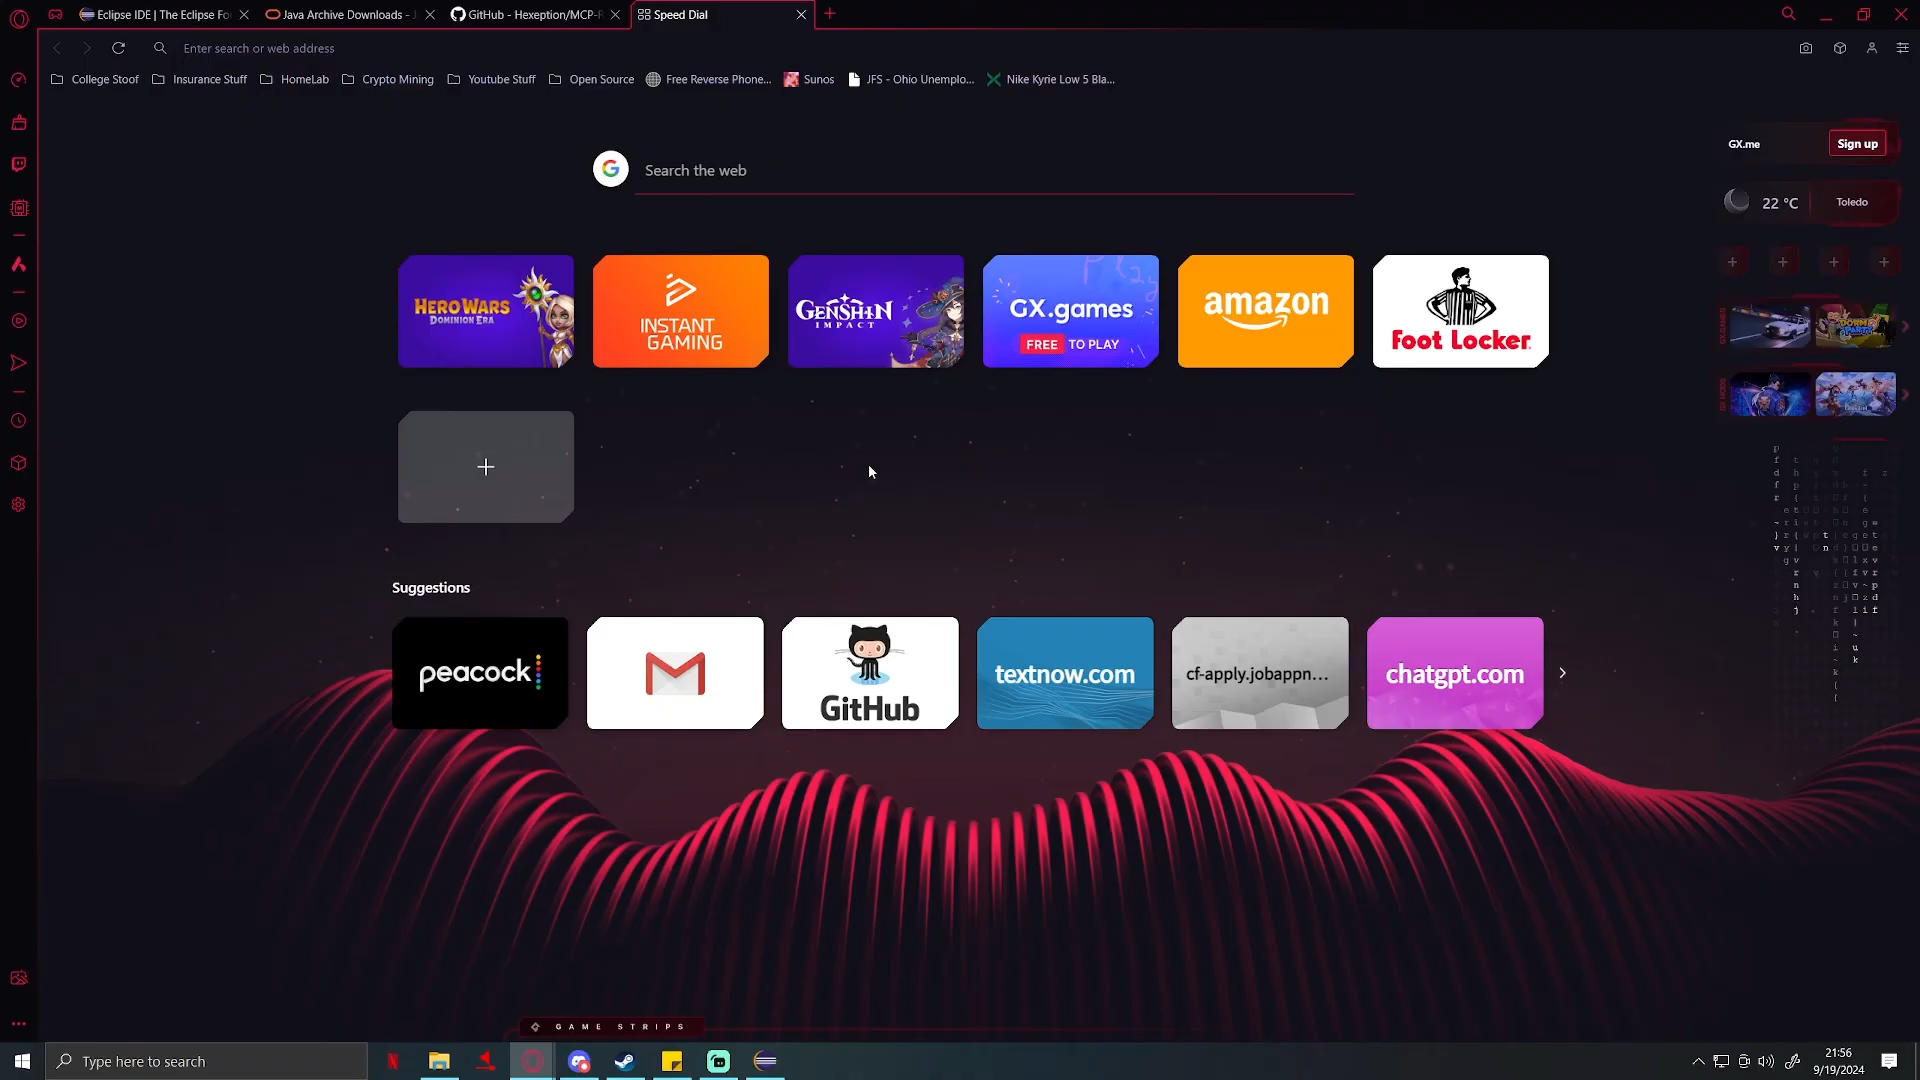 Eclipse IDE | The Eclipse Fo
Java Archive Downloads - J
GitHub - Hexeption/MCP-R
Speed Dial
Enter search or web address
College Stoof
Insurance Stuff
HomeLab
Crypto Mining
Youtube Stuff
Open Source
Free Reverse Phone...
Sunos
JFS - Ohio Unemplo...
Nike Kyrie Low 5 Bla...
GX.me
Sign up
Search the web
22 °C
Toledo
HERO WARS
DOMINION ERA
INSTANT
GAMING
GENSHIN
IMPACT
Play
GX.games
FREE TO PLAY
amazon
Foot Locker
Suggestions
peacock
GitHub
textnow.com
cf-apply.jobappn...
chatgpt.com
GAME STRIPS
Type here to search
21:56
9/19/2024